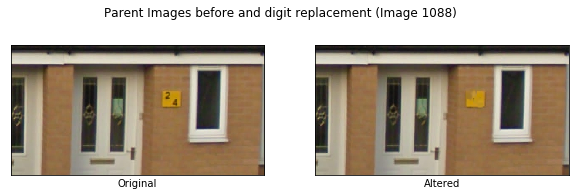 Parent Images before and digit replacement (Image 1088)
2
4
Original
Altered